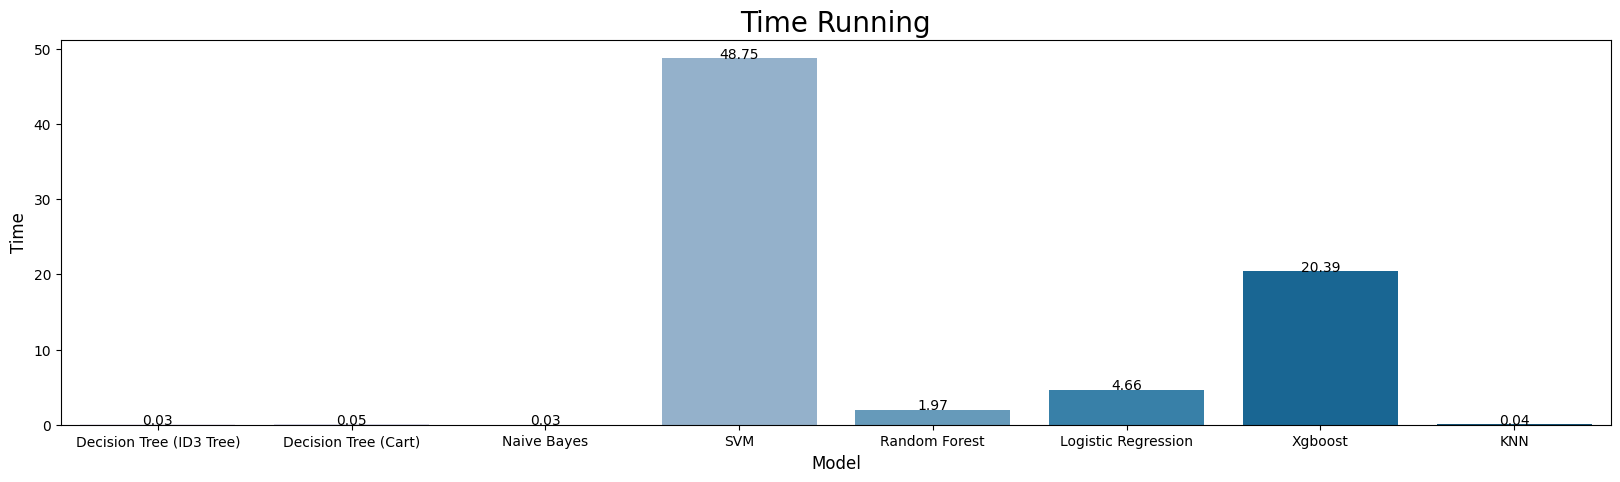 Time Running
50
40
30
20
10
0
Time
0.03
0.05
0.03
48.75
1.97
4.66
20.39
0.04
Decision Tree (ID3 Tree)
Decision Tree (Cart)
Naive Bayes
SVM
Random Forest
Logistic Regression
Xgboost
KNN
Model